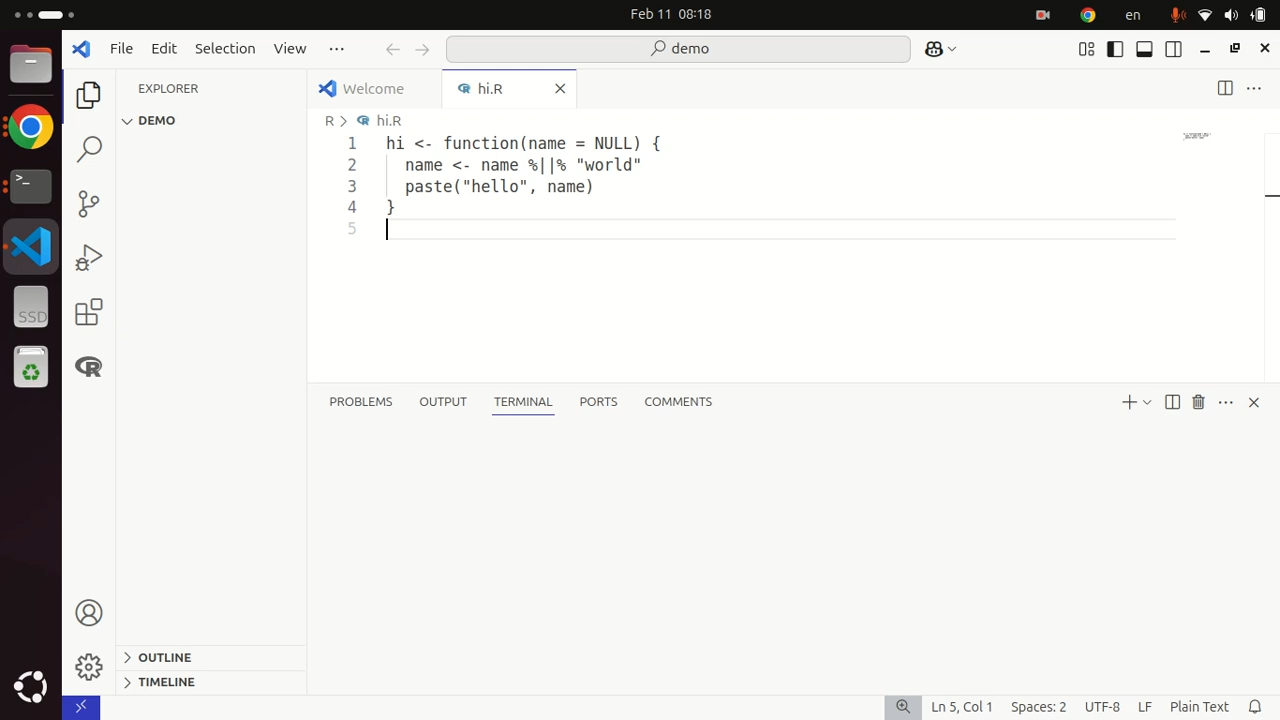 Feb 11 08:18
en
File Edit Selection View ···
demo
EXPLORER
DEMO
OUTLINE
TIMELINE
Welcome
hi.R
R > hi.R
1 hi <- function(name = NULL) {
2 name <- name %||% "world"
3 paste("hello", name)
4 }
5
PROBLEMS OUTPUT TERMINAL PORTS COMMENTS
SSD
Ln 5, Col 1 Spaces: 2 UTF-8 LF Plain Text